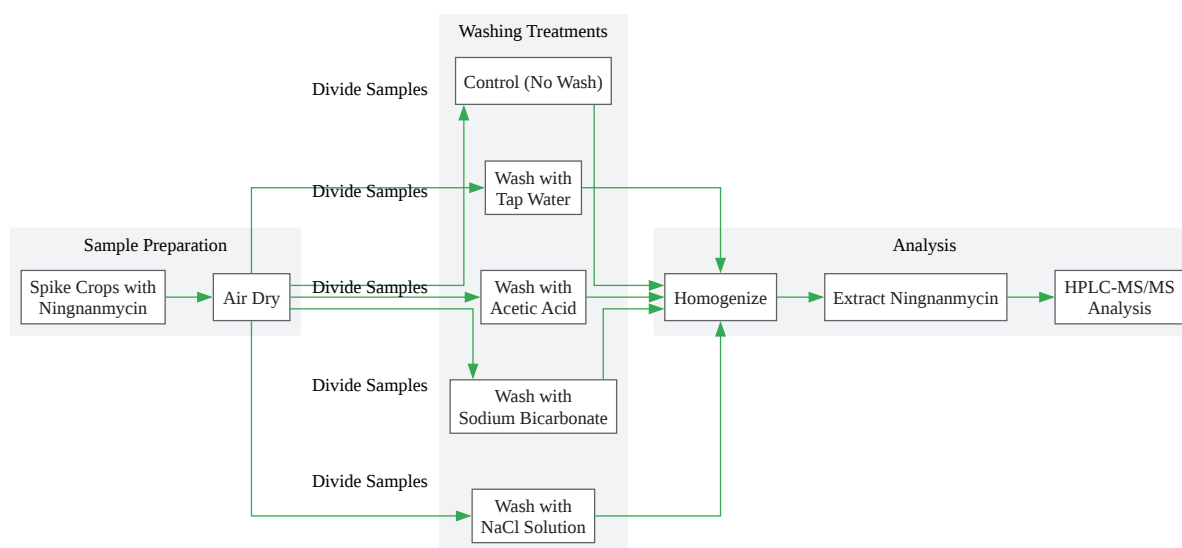 Washing Treatments
Divide Samples
Control (No Wash)
Divide Samples
Wash with
Tap Water
Sample Preparation
Spike Crops with
Ningnanmycin
Air Dry
Divide Samples
Wash with
Acetic Acid
Analysis
Homogenize
Extract Ningnanmycin
HPLC-MS/MS
Analysis
Divide Samples
Wash with
Sodium Bicarbonate
Divide Samples
Wash with
NaCl Solution